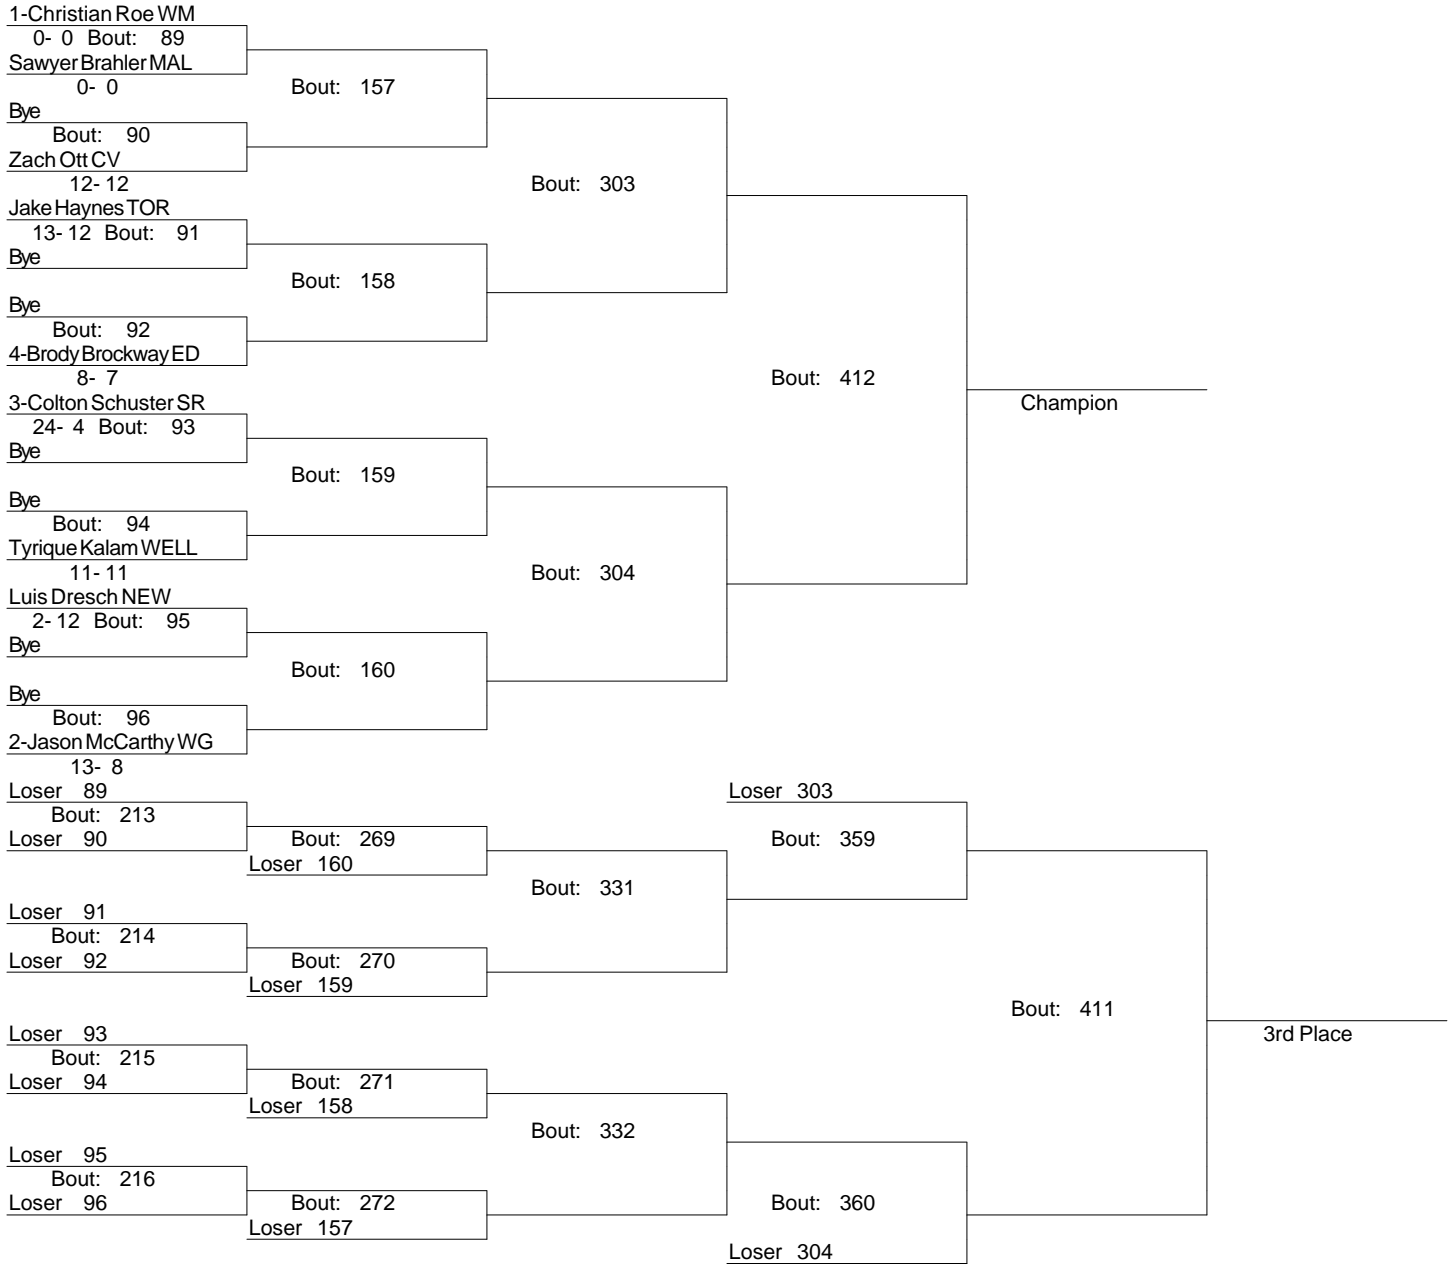 1-Christian Roe WM
0- 0 Bout: 89
Sawyer Brahler MAL
0- 0
Bout: 157
Bye
Bout: 90
Zach Ott CV
12- 12
Bout: 303
Jake Haynes TOR
13- 12 Bout: 91
Bye
Bout: 158
Bye
Bout: 92
4-Brody Brockway ED
8- 7
Bout: 412
Champion
3-Colton Schuster SR
24- 4 Bout: 93
Bye
Bout: 159
Bye
Bout: 94
Tyrique Kalam WELL
11- 11
Bout: 304
Luis Dresch NEW
2- 12 Bout: 95
Bye
Bout: 160
Bye
Bout: 96
2-Jason McCarthy WG
13- 8
Loser 89
Bout: 213
Loser 90
Bout: 269
Loser 160
Loser 303
Bout: 359
Bout: 331
Loser 91
Bout: 214
Loser 92
Bout: 270
Loser 159
Bout: 411
3rd Place
Loser 93
Bout: 215
Loser 94
Bout: 271
Loser 158
Bout: 332
Loser 95
Bout: 216
Loser 96
Bout: 272
Loser 157
Bout: 360
Loser 304